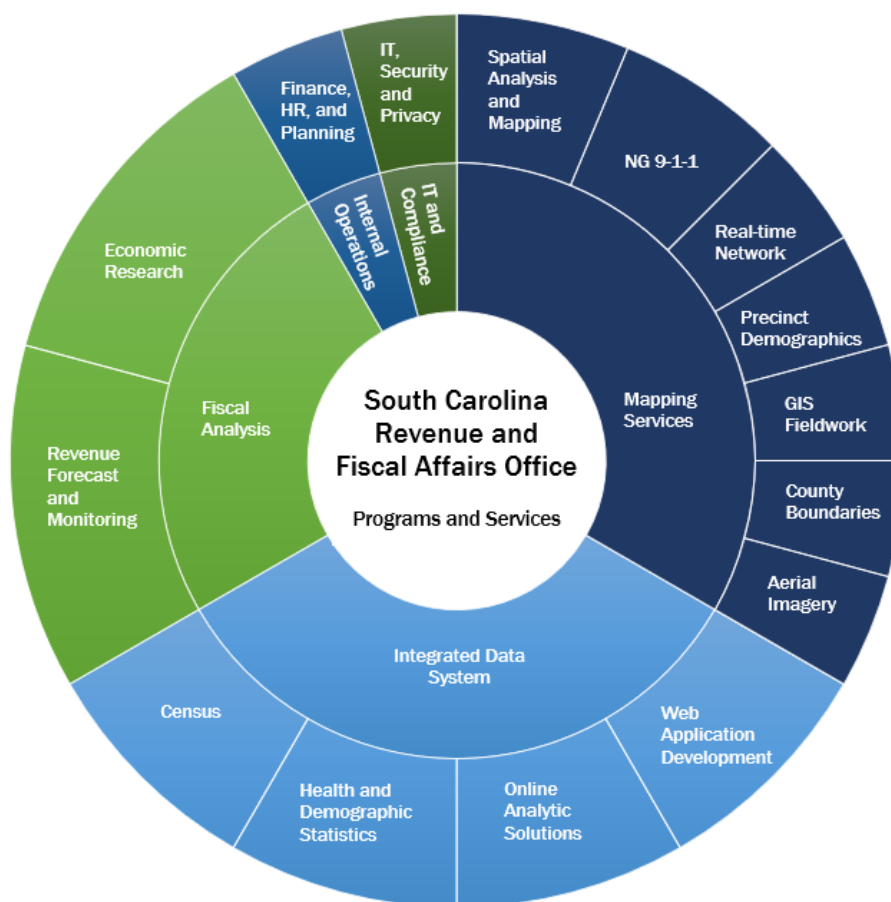 South Carolina
Revenue and
Fiscal Affairs Office
Programs and Services
Mapping
Services
Spatial
Analysis
and
Mapping
NG 9-1-1
Real-time
Network
Precinct
Demographics
GIS
Fieldwork
County
Boundaries
Aerial
Imagery
Integrated Data
System
Web
Application
Development
Online
Analytic
Solutions
Health and
Demographic
Statistics
Census
Fiscal
Analysis
Revenue
Forecast
and
Monitoring
Economic
Research
Internal
Operations
Finance,
HR, and
Planning
IT and
Compliance
IT,
Security
and
Privacy